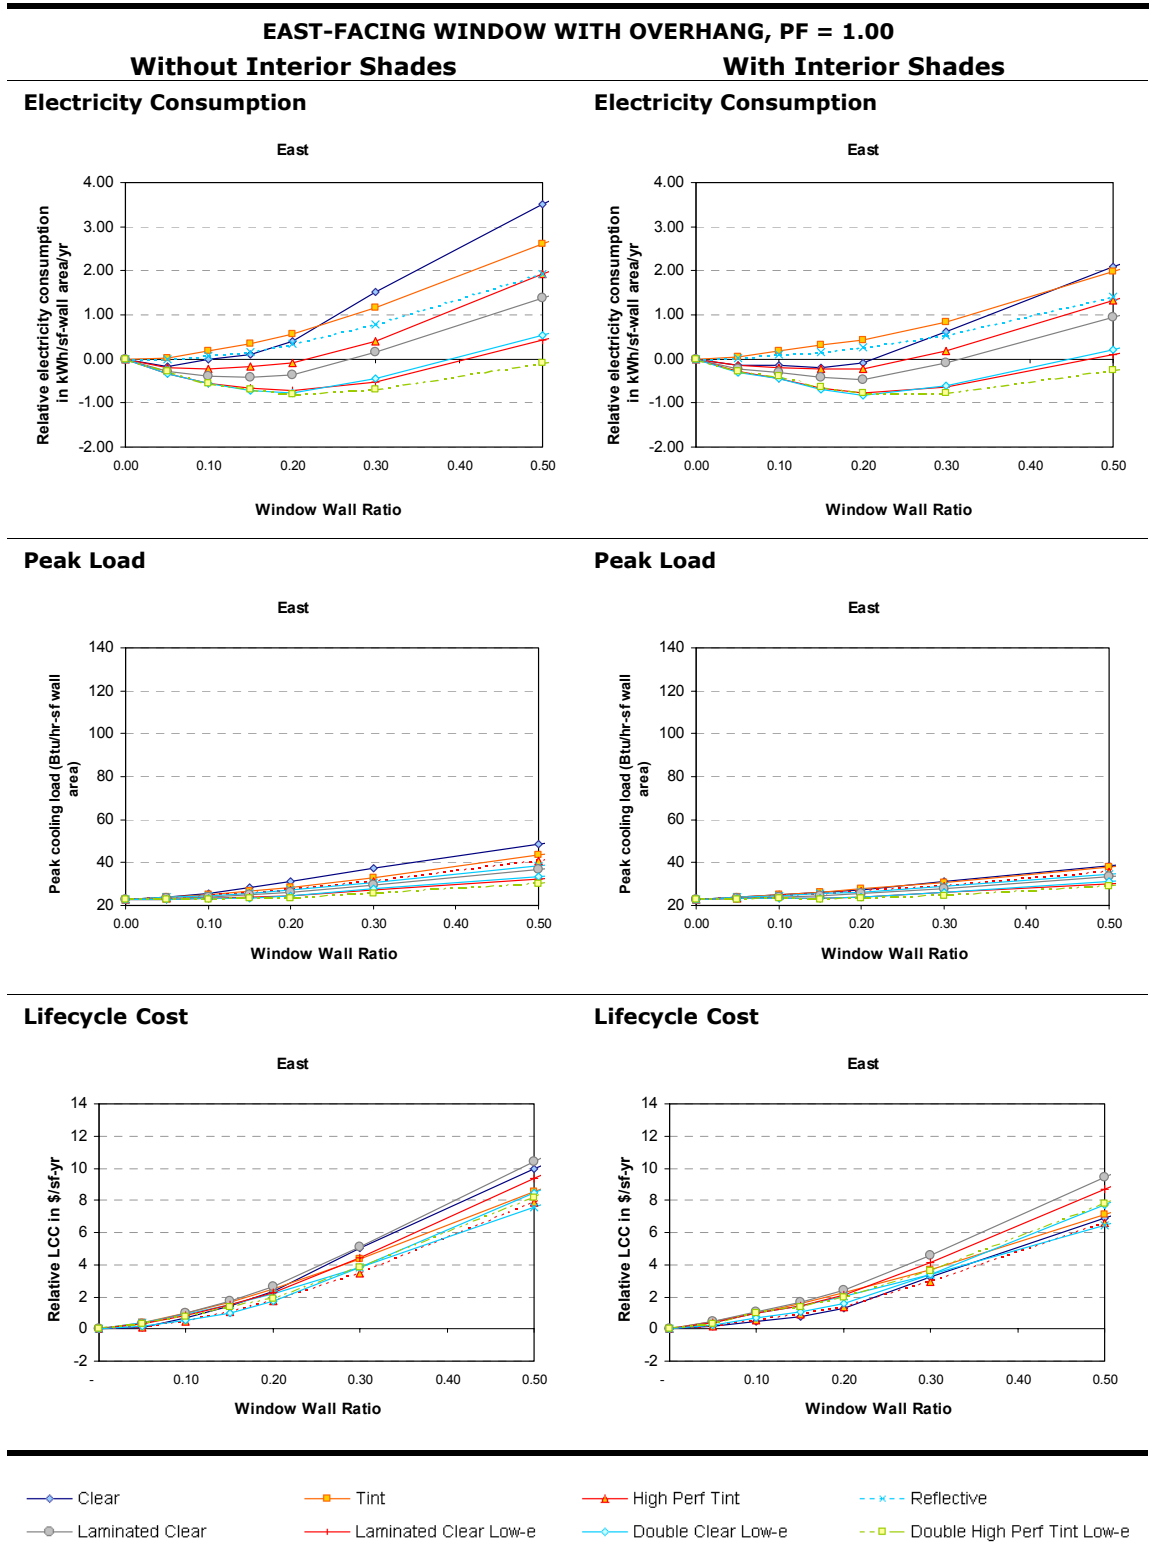 EAST-FACING WINDOW WITH OVERHANG, PF = 1.00
Without Interior Shades
With Interior Shades
Electricity Consumption
Electricity Consumption
East
Relative electricity consumption
in kWh/sf-wall area/yr
4.00
3.00
2.00
1.00
0.00
-1.00
-2.00
0.00 0.10 0.20 0.30 0.40 0.50
Window Wall Ratio
East
Relative electricity consumption
in kWh/sf-wall area/yr
4.00
3.00
2.00
1.00
0.00
-1.00
-2.00
0.00 0.10 0.20 0.30 0.40 0.50
Window Wall Ratio
Peak Load
Peak Load
East
Peak cooling load (Btu/hr-sf wall
area)
140
120
100
80
60
40
20
0.00 0.10 0.20 0.30 0.40 0.50
Window Wall Ratio
East
Peak cooling load (Btu/hr-sf wall
area)
140
120
100
80
60
40
20
0.00 0.10 0.20 0.30 0.40 0.50
Window Wall Ratio
Lifecycle Cost
Lifecycle Cost
East
Relative LCC in $/sf-yr
14
12
10
8
6
4
2
0
-2
- 0.10 0.20 0.30 0.40 0.50
Window Wall Ratio
East
Relative LCC in $/sf-yr
14
12
10
8
6
4
2
0
-2
- 0.10 0.20 0.30 0.40 0.50
Window Wall Ratio
Clear Tint High Perf Tint Reflective
Laminated Clear Laminated Clear Low-e Double Clear Low-e Double High Perf Tint Low-e